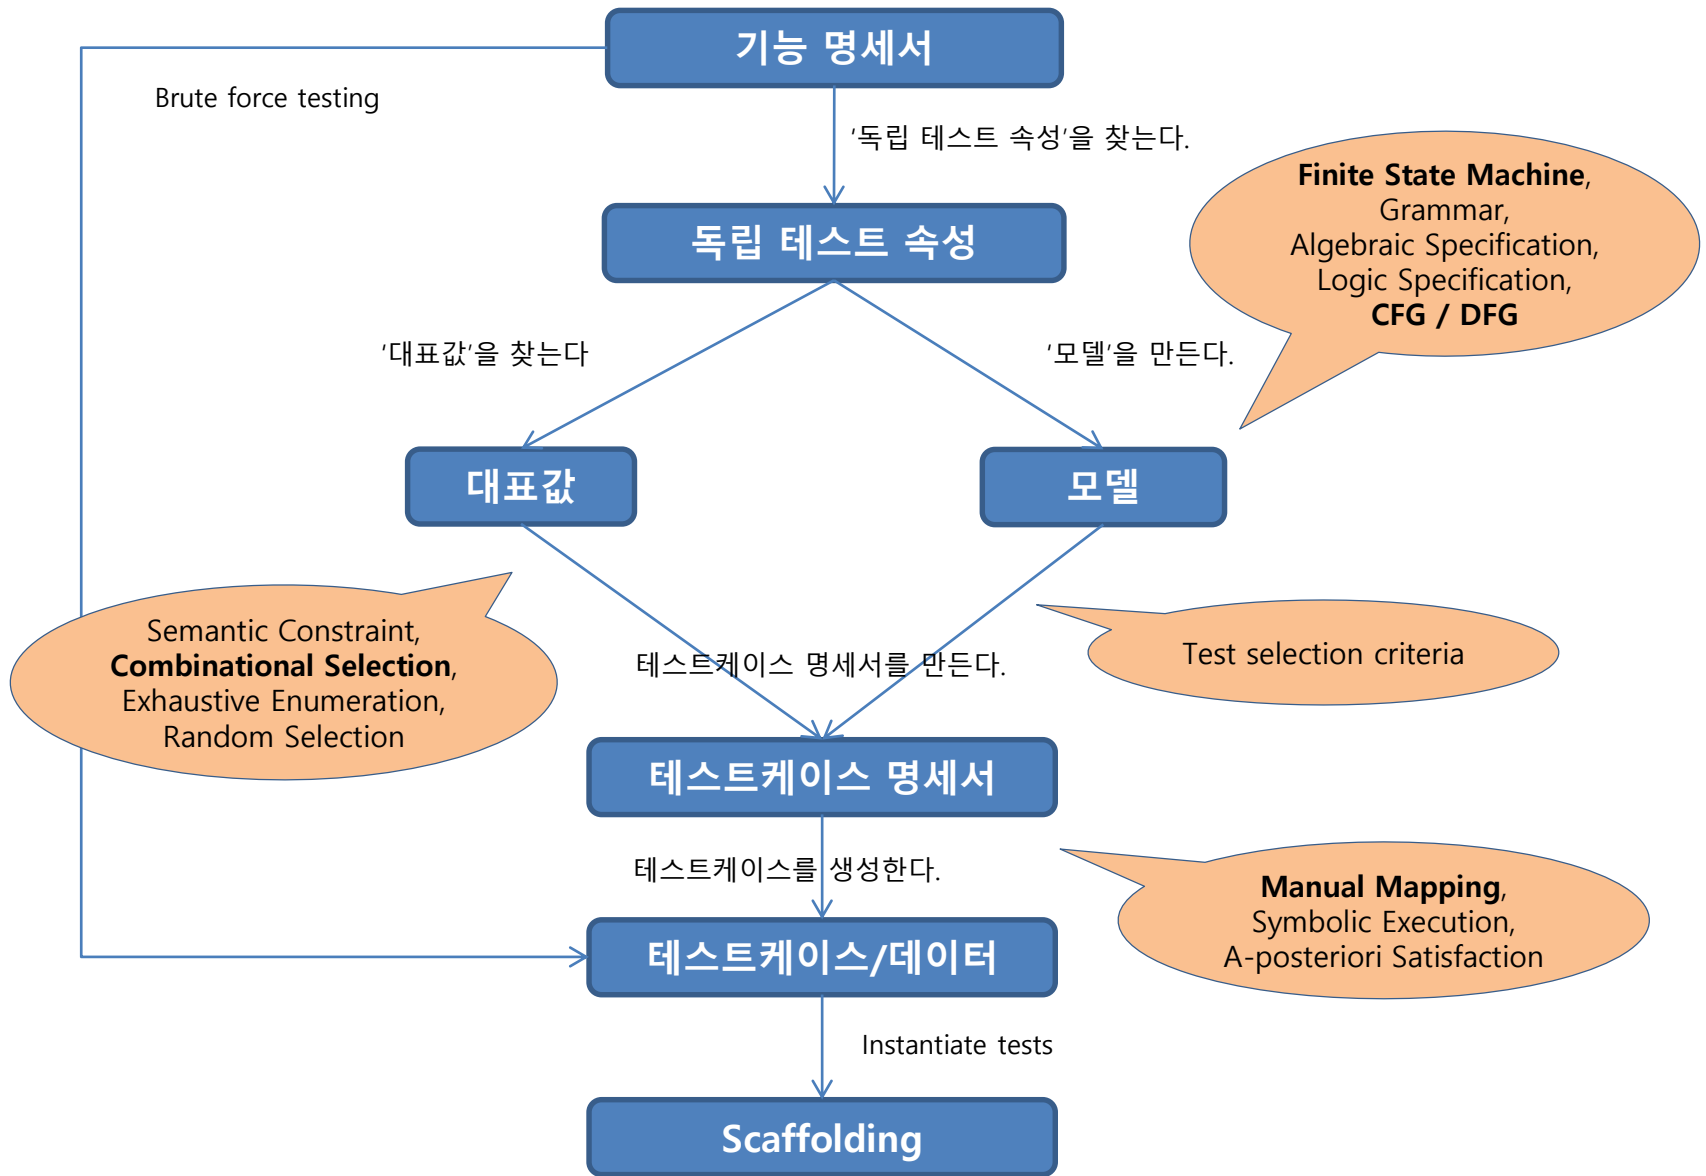 기능 명세서
Brute force testing
'독립 테스트 속성'을 찾는다.
Finite State Machine,
Grammar,
Algebraic Specification,
Logic Specification,
CFG / DFG
독립 테스트 속성
'대표값'을 찾는다
'모델'을 만든다.
대표값
모델
Semantic Constraint,
Combinational Selection,
Exhaustive Enumeration,
Random Selection
테스트케이스 명세서를 만든다.
Test selection criteria
테스트케이스 명세서
테스트케이스를 생성한다.
Manual Mapping,
Symbolic Execution,
A-posteriori Satisfaction
테스트케이스/데이터
Instantiate tests
Scaffolding